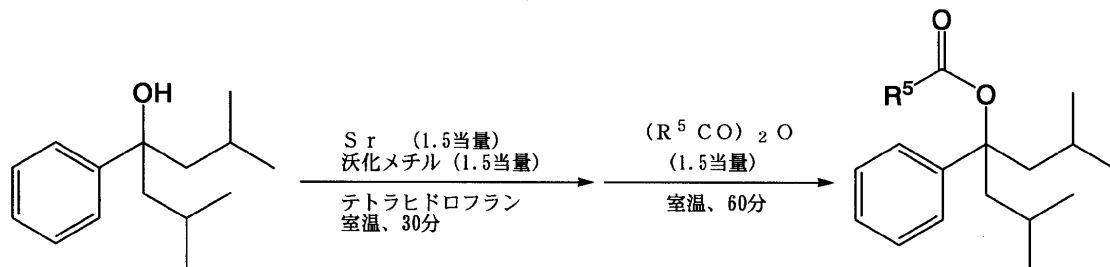 OH
Sr (1.5当量)
沃化メチル (1.5当量)
テトラヒドロフラン
室温、30分
(R⁵ CO)₂O
(1.5当量)
室温、60分
O
R⁵
O